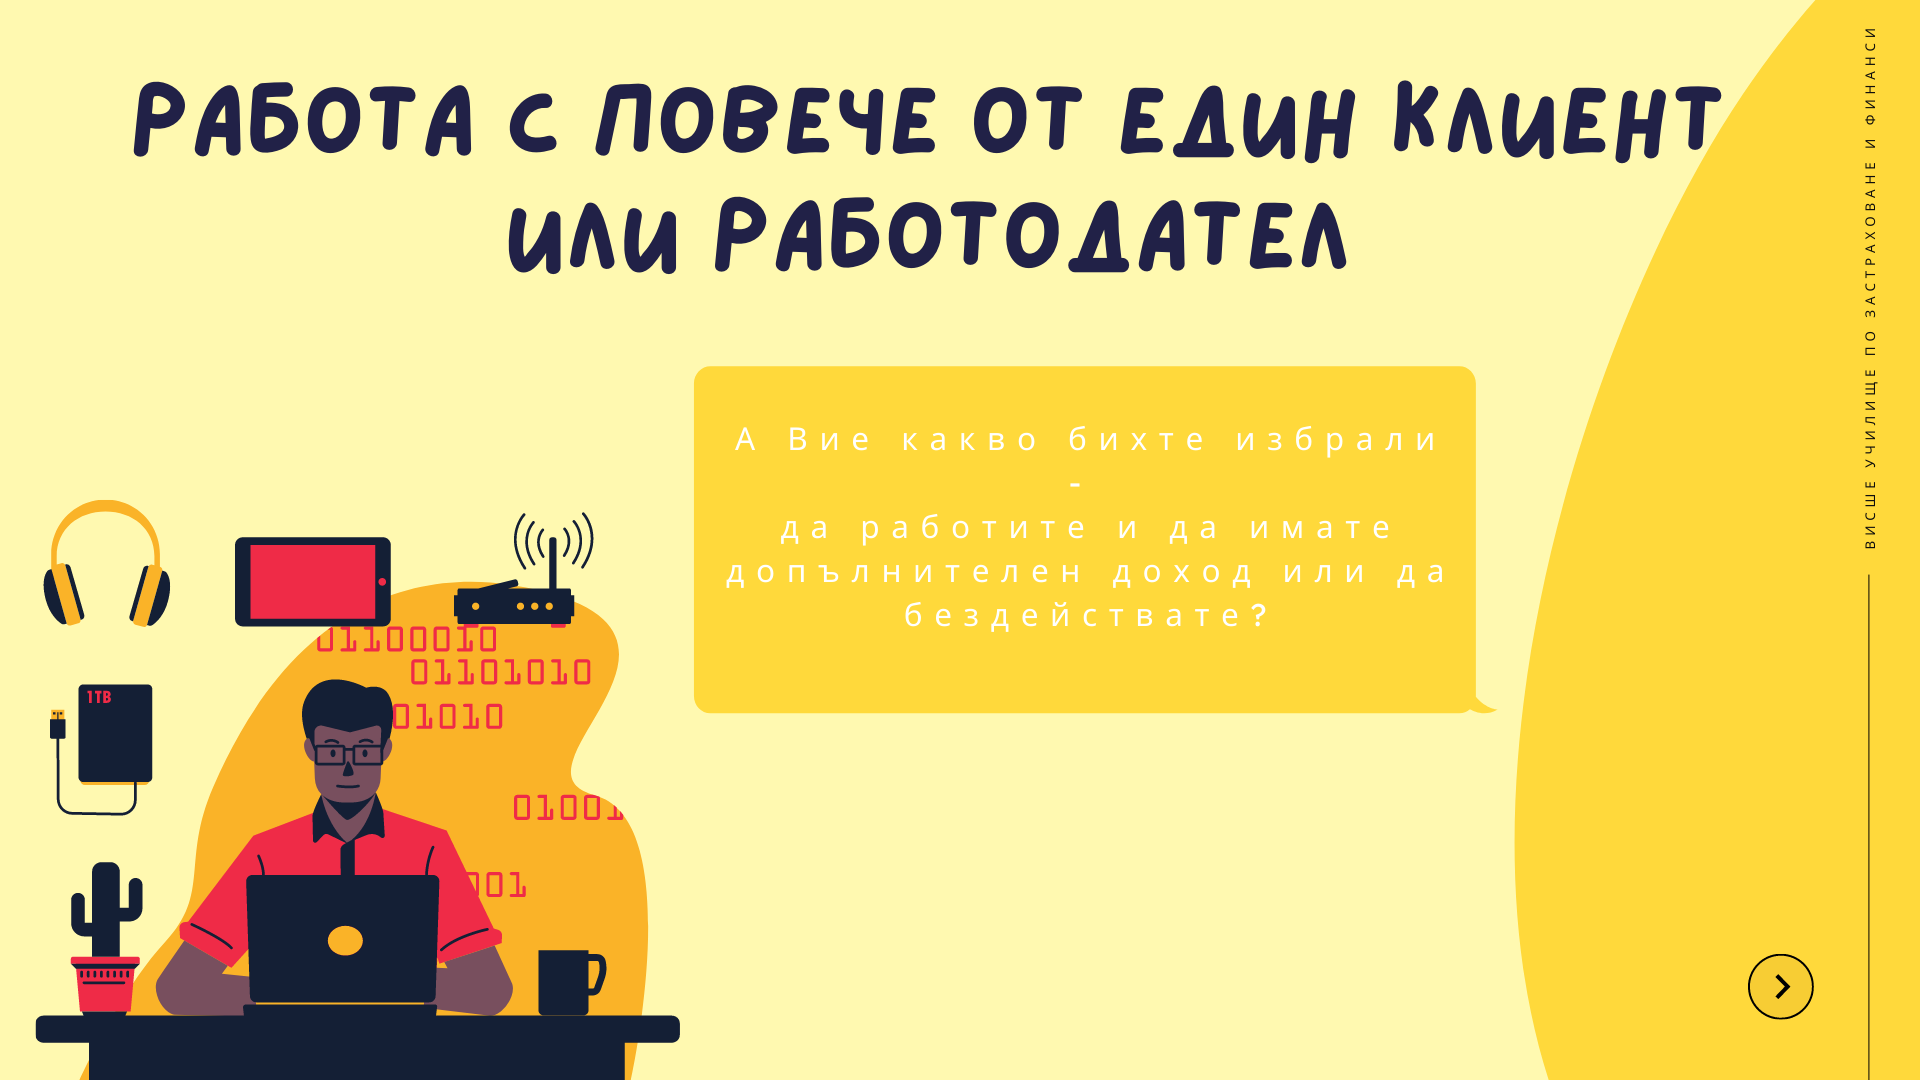 РАБОТА С ПОВЕЧЕ ОТ ЕДИН КЛИЕНТ
ИЛИ РАБОТОДАТЕЛ
ВИСШЕ УЧИЛИЩЕ ПО ЗАСТРАХОВАНЕ И ФИНАНСИ
А Вие какво бихте избрали
-
да работите и да имате
допълнителен доход или да
бездействате?
01100010
01101010
01010
1TB
01001
001